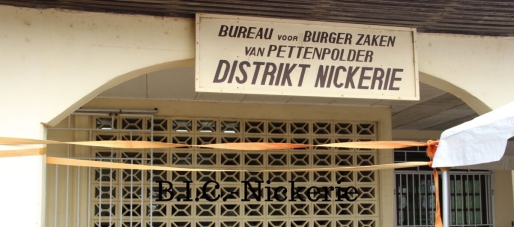 BUREAU VOOR BURGER ZAKEN
VAN PETTENPOLDER
DISTRIKT NICKERIE
B.I.C.-Nickerie